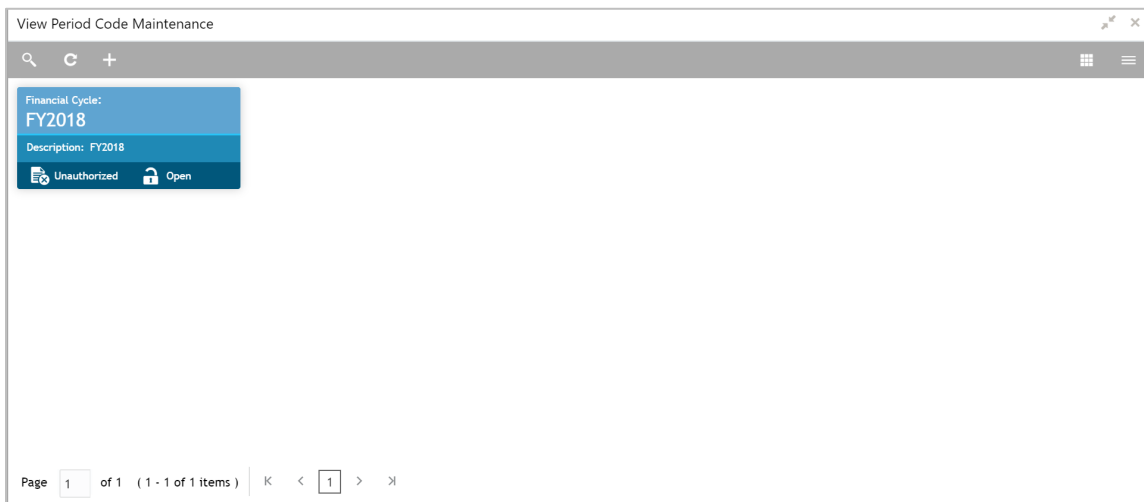 View Period Code Maintenance
Financial Cycle:
FY2018
Description: FY2018
Unauthorized Open
Page 1 of 1 ( 1 - 1 of 1 items ) 1